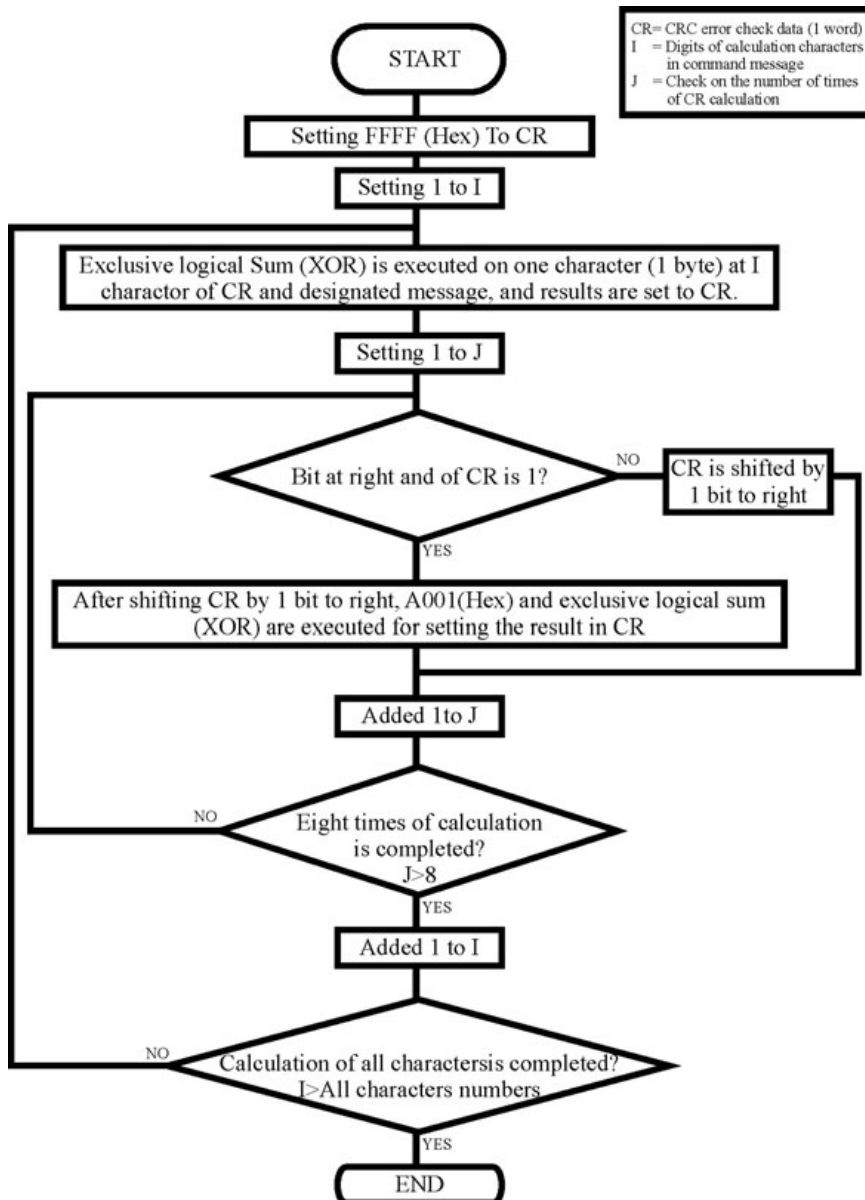 CR= CRC error check data (1 word)
I = Digits of calculation characters
in command message
J = Check on the number of times
of CR calculation
START
Setting FFFF (Hex) To CR
Setting 1 to I
Exclusive logical Sum (XOR) is executed on one character (1 byte) at I
charactor of CR and designated message, and results are set to CR.
Setting 1 to J
Bit at right and of CR is 1?
NO
CR is shifted by
1 bit to right
YES
After shifting CR by 1 bit to right, A001(Hex) and exclusive logical sum
(XOR) are executed for setting the result in CR
Added 1to J
NO
Eight times of calculation
is completed?
J>8
YES
Added 1 to I
NO
Calculation of all charactersis completed?
I>All characters numbers
YES
END